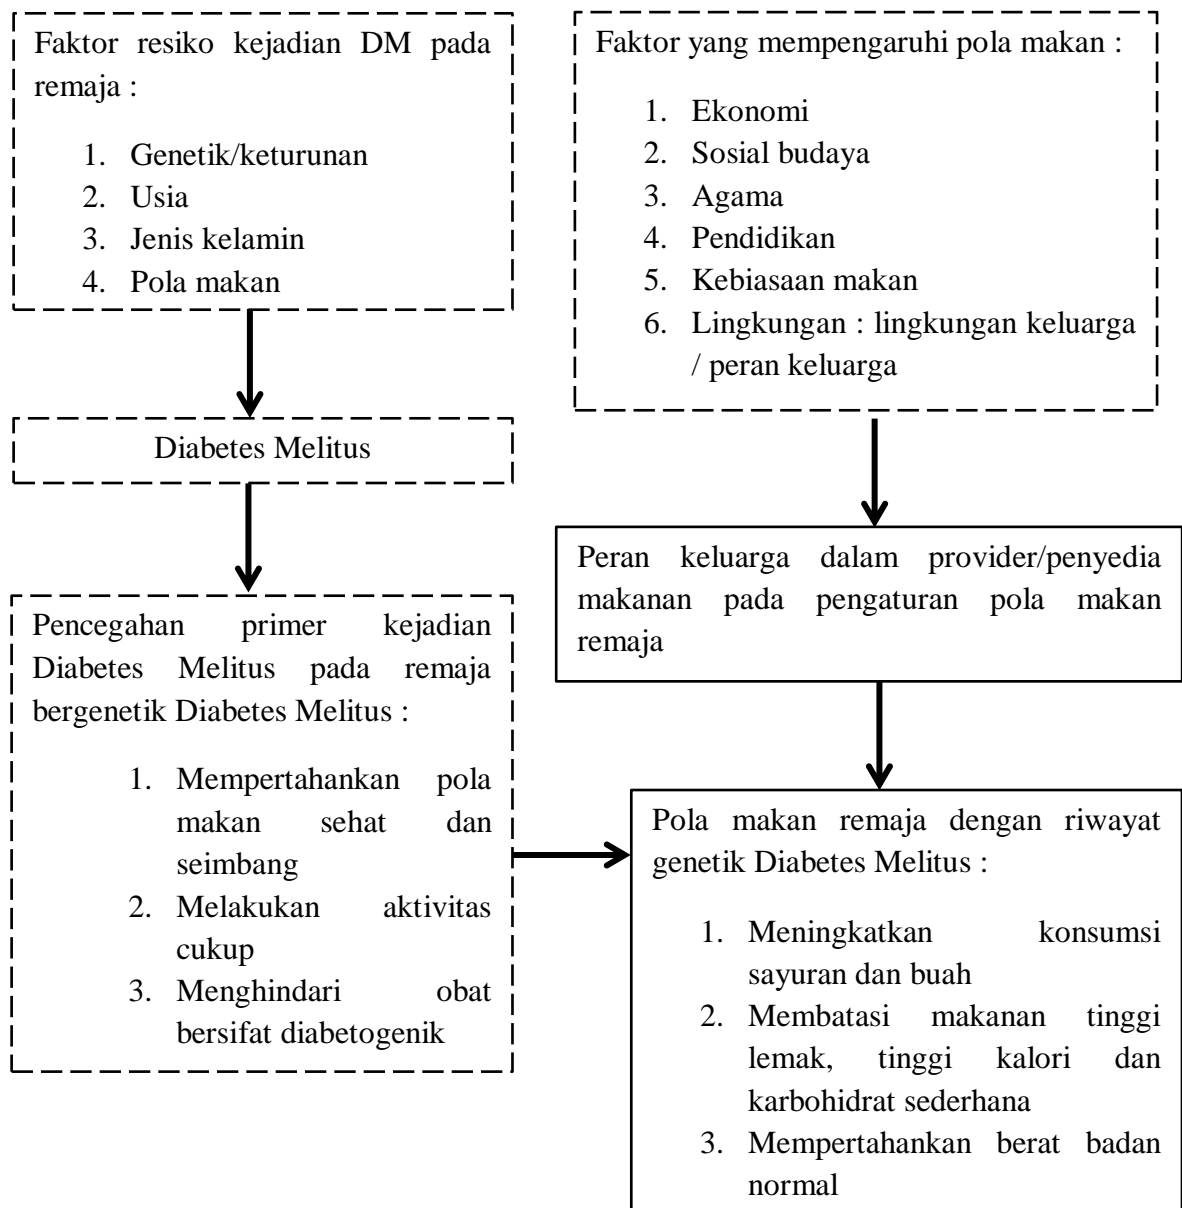 Faktor resiko kejadian DM pada
remaja :
1. Genetik/keturunan
2. Usia
3. Jenis kelamin
4. Pola makan
Faktor yang mempengaruhi pola makan :
1. Ekonomi
2. Sosial budaya
3. Agama
4. Pendidikan
5. Kebiasaan makan
6. Lingkungan : lingkungan keluarga
/ peran keluarga
Diabetes Melitus
Peran keluarga dalam provider/penyedia
makanan pada pengaturan pola makan
remaja
Pencegahan primer kejadian
Diabetes Melitus pada remaja
bergenetik Diabetes Melitus :
1. Mempertahankan pola
makan sehat dan
seimbang
2. Melakukan aktivitas
cukup
3. Menghindari obat
bersifat diabetogenik
Pola makan remaja dengan riwayat
genetik Diabetes Melitus :
1. Meningkatkan konsumsi
sayuran dan buah
2. Membatasi makanan tinggi
lemak, tinggi kalori dan
karbohidrat sederhana
3. Mempertahankan berat badan
normal